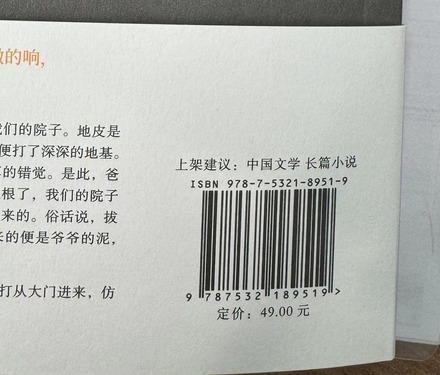 的响，
我们的院子。地皮是
便打了深深的地基。
的错觉。是此，爸
根了，我们的院子
来的。俗话说，拔
的便是爷爷的泥，
打从大门进来，仿
上架建议：中国文学 长篇小说
ISBN 978-7-5321-8951-9
9 787532 189519 >
定价：49.00 元